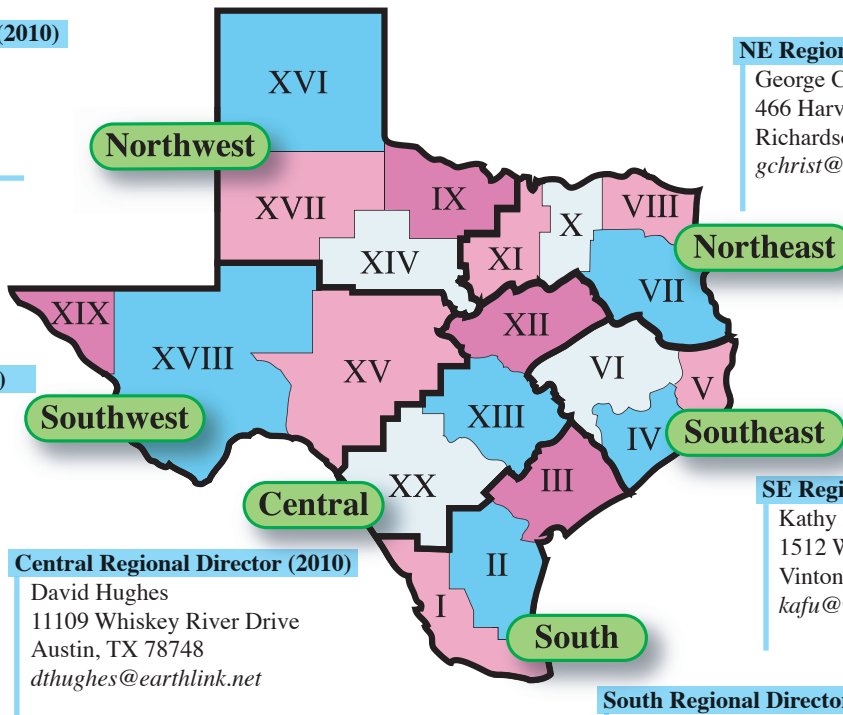 (2010)
XVI
Northwest
XVII
IX
XIV
XI
X
VIII
Northeast
VII
XIX
XVIII
XV
XII
VI
V
Southwest
XIII
IV
Southeast
XX
III
Central
II
I
South
NE Region
George C
466 Harv
Richardso
gchrist@
)
SE Regi
Kathy
1512 W
Vinton
kafu@
Central Regional Director (2010)
David Hughes
11109 Whiskey River Drive
Austin, TX 78748
dthughes@earthlink.net
South Regional Director